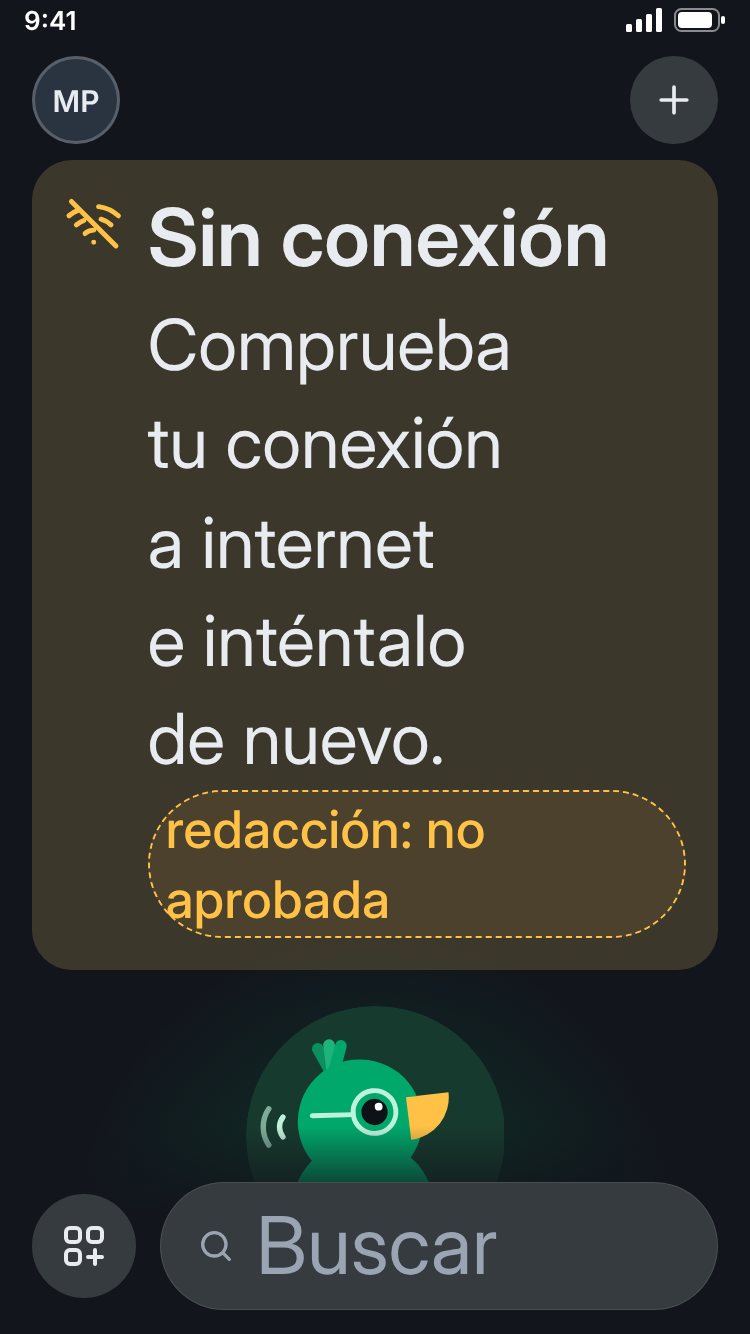 9:41
MP
Sin conexión
Comprueba
tu conexión
a internet
e inténtalo
de nuevo.
redacción: no
aprobada
Buscar